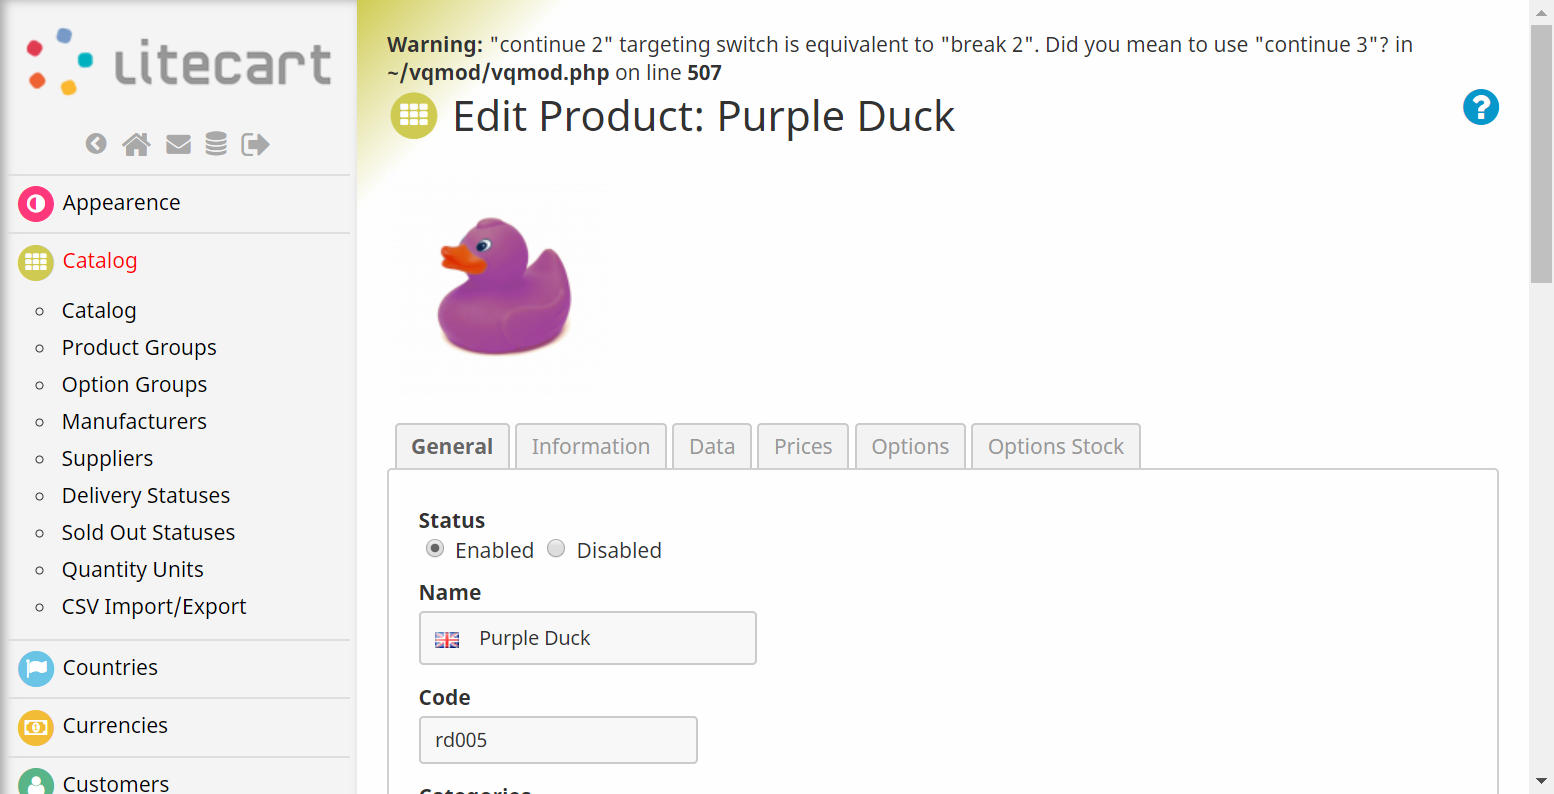 Litecart
Appearence
Catalog
Catalog
Product Groups
Option Groups
Manufacturers
Suppliers
Delivery Statuses
Sold Out Statuses
Quantity Units
CSV Import/Export
Countries
Currencies
Customers
Warning: "continue 2" targeting switch is equivalent to "break 2". Did you mean to use "continue 3"? in
~/vqmod/vqmod.php on line 507
Edit Product: Purple Duck
?
General Information Data Prices Options Options Stock
Status
Enabled Disabled
Name
Purple Duck
Code
rd005
Categories